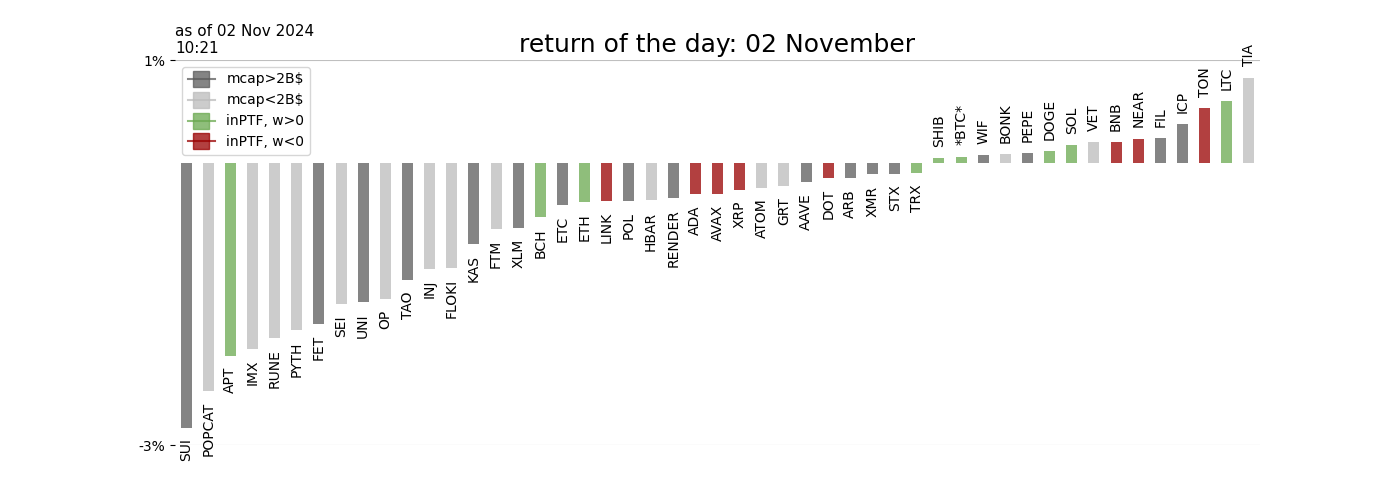 as of 02 Nov 2024
10:21
return of the day: 02 November
1%
-3%
mcap>2B$
mcap<2B$
inPTF, w>0
inPTF, w<0
SUI
POPCAT
APT
IMX
RUNE
PYTH
FET
SEI
UNI
OP
TAO
INJ
FLOKI
KAS
FTM
XLM
BCH
ETC
ETH
LINK
POL
HBAR
RENDER
ADA
AVAX
XRP
ATOM
GRT
AAVE
DOT
ARB
XMR
STX
TRX
SHIB
*BTC*
WIF
BONK
PEPE
DOGE
SOL
VET
BNB
NEAR
FIL
ICP
TON
LTC
TIA